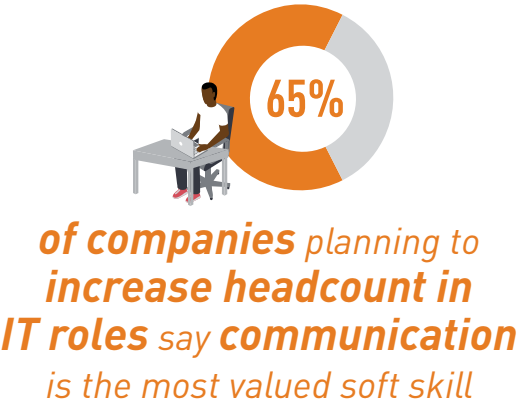 65%
of companies planning to
increase headcount in
IT roles say communication
is the most valued soft skill